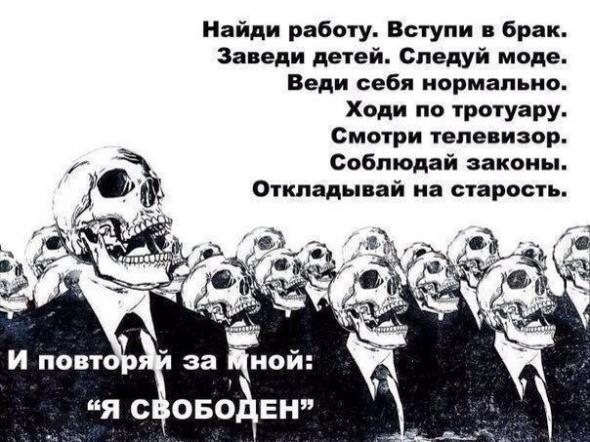 Найди работу. Вступи в брак.
Заведи детей. Следуй моде.
Веди себя нормально.
Ходи по тротуару.
Смотри телевизор.
Соблюдай законы.
Откладывай на старость.
И повторяй за мной:
“Я СВОБОДЕН”